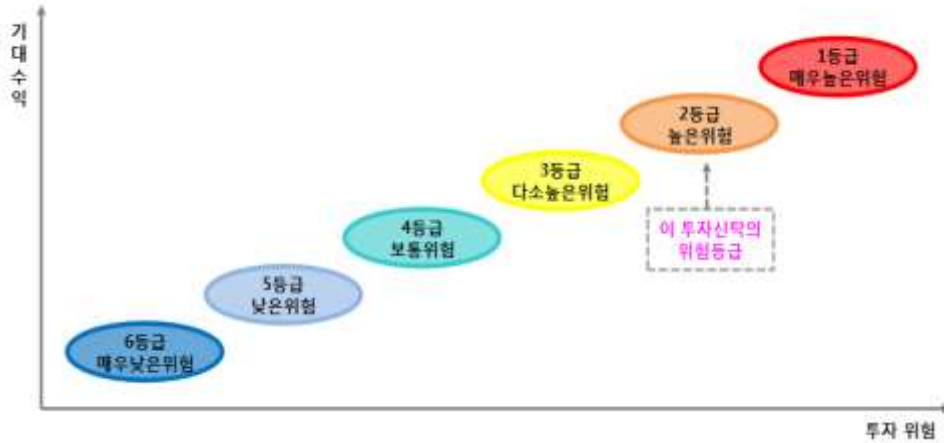 기
대
수
익
1등급
매우높은위험
2등급
높은위험
3등급
다소높은위험
이 투자신탁의
위험등급
4등급
보통위험
5등급
낮은위험
6등급
매우낮은위험
투자 위험